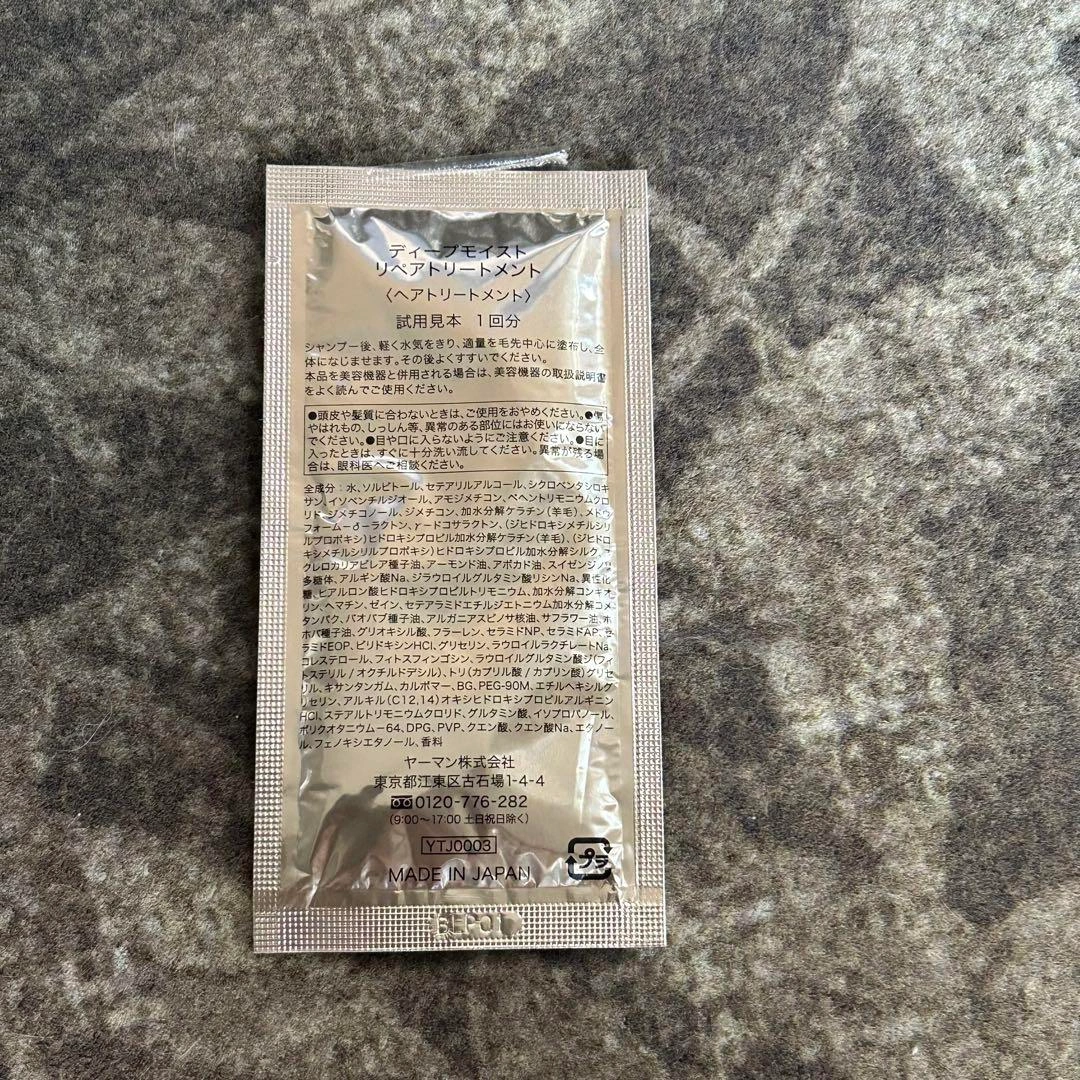 ディープモイスト
リペアトリートメント
〈ヘアトリートメント〉
試用見本 1回分
シャンプー後、軽く水気をきり、適量を毛先中心に塗布し、全
体になじませます。その後よくすすいでください。
本品を美容機器と併用される場合は、美容機器の取扱説明書
をよく読んでご使用ください。
●頭皮や髪質に合わないときは、ご使用をおやめください。●傷
やはれもの、しっしん等、異常のある部位にはお使いにならない
でください。●目や口に入らないようにご注意ください。●目に
入ったときは、すぐに十分洗い流してください。異常が残る場
合は、眼科医へご相談ください。
全成分:水、ソルビトール、セテアリルアルコール、シクロペンタシロキ
サン、イソペンチルジオール、アモジメチコン、ベヘントリモニウムクロ
リド、ジメチコノール、ジメチコン、加水分解ケラチン(羊毛)、メドウ
フォーム-δ-ラクトン、γ-ドコサラクトン、(ジヒドロキシメチルシリ
ルプロポキシ)ヒドロキシプロピル加水分解ケラチン(羊毛)、(ジヒドロ
キシメチルシリルプロポキシ)ヒドロキシプロピル加水分解シルク、ス
クレロカリアビレア種子油、アーモンド油、アボカド油、スイゼンジノリ
多糖体、アルギン酸Na、ジラウロイルグルタミン酸リシンNa、異性化
糖、ヒアルロン酸ヒドロキシプロピルトリモニウム、加水分解コンキオ
リン、ヘマチン、ゼイン、セテアラミドエチルジエトニウム加水分解コメ
タンパク、バオバブ種子油、アルガニアスピノサ核油、サフラワー油、ホ
ホバ種子油、グリオキシル酸、フラーレン、セラミドNP、セラミドAP、セ
ラミドEOP、ピリドキシンHCl、グリセリン、ラウロイルラクチレートNa、
コレステロール、フィトスフィンゴシン、ラウロイルグルタミン酸ジ(フィ
トステリル/オクチルドデシル)、トリ(カプリル酸/カプリン酸)グリセ
リル、キサンタンガム、カルボマー、BG、PEG-90M、エチルヘキシルグ
リセリン、アルキル(C12,14)オキシヒドロキシプロピルアルギニン
HCl、ステアルトリモニウムクロリド、グルタミン酸、イソプロパノール、
ポリクオタニウム-64、DPG、PVP、クエン酸、クエン酸Na、エタノー
ル、フェノキシエタノール、香料
ヤーマン株式会社
東京都江東区古石場1-4-4
0120-776-282
(9:00~17:00 土日祝日除く)
YTJ0003
プラ
MADE IN JAPAN